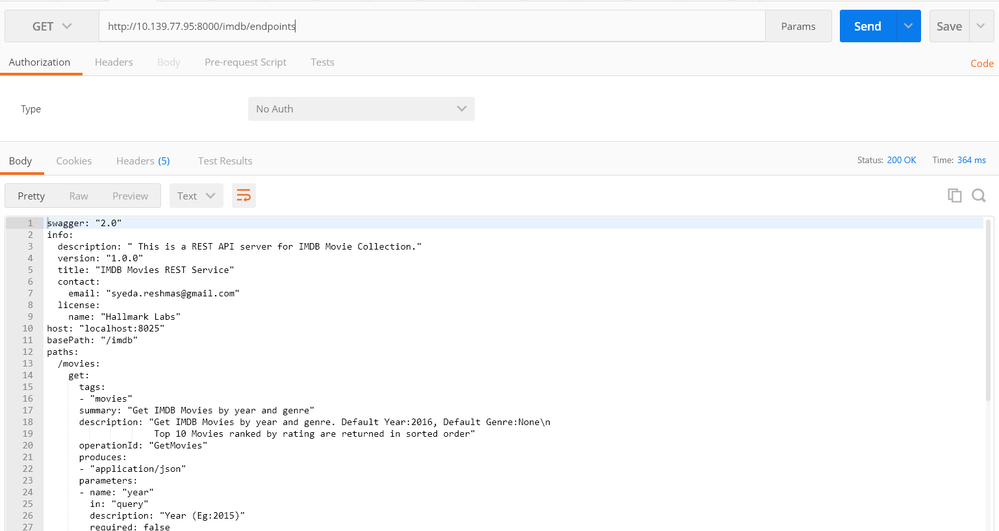 GET http://10.139.77.95:8000/imdb/endpoints Params Send Save
Authorization Headers Body Pre-request Script Tests Code
Type No Auth
Body Cookies Headers (5) Test Results Status: 200 OK Time: 364 ms
Pretty Raw Preview Text
1 swagger: "2.0"
2 info:
3 description: " This is a REST API server for IMDB Movie Collection."
4 version: "1.0.0"
5 title: "IMDB Movies REST Service"
6 contact:
7 email: "syeda.reshmas@gmail.com"
8 license:
9 name: "Hallmark Labs"
10 host: "localhost:8025"
11 basePath: "/imdb"
12 paths:
13 /movies:
14 get:
15 tags:
16 - "movies"
17 summary: "Get IMDB Movies by year and genre"
18 description: "Get IMDB Movies by year and genre. Default Year:2016, Default Genre:None\n
19 Top 10 Movies ranked by rating are returned in sorted order"
20 operationId: "GetMovies"
21 produces:
22 - "application/json"
23 parameters:
24 - name: "year"
25 in: "query"
26 description: "Year (Eg:2015)"
27 required: false